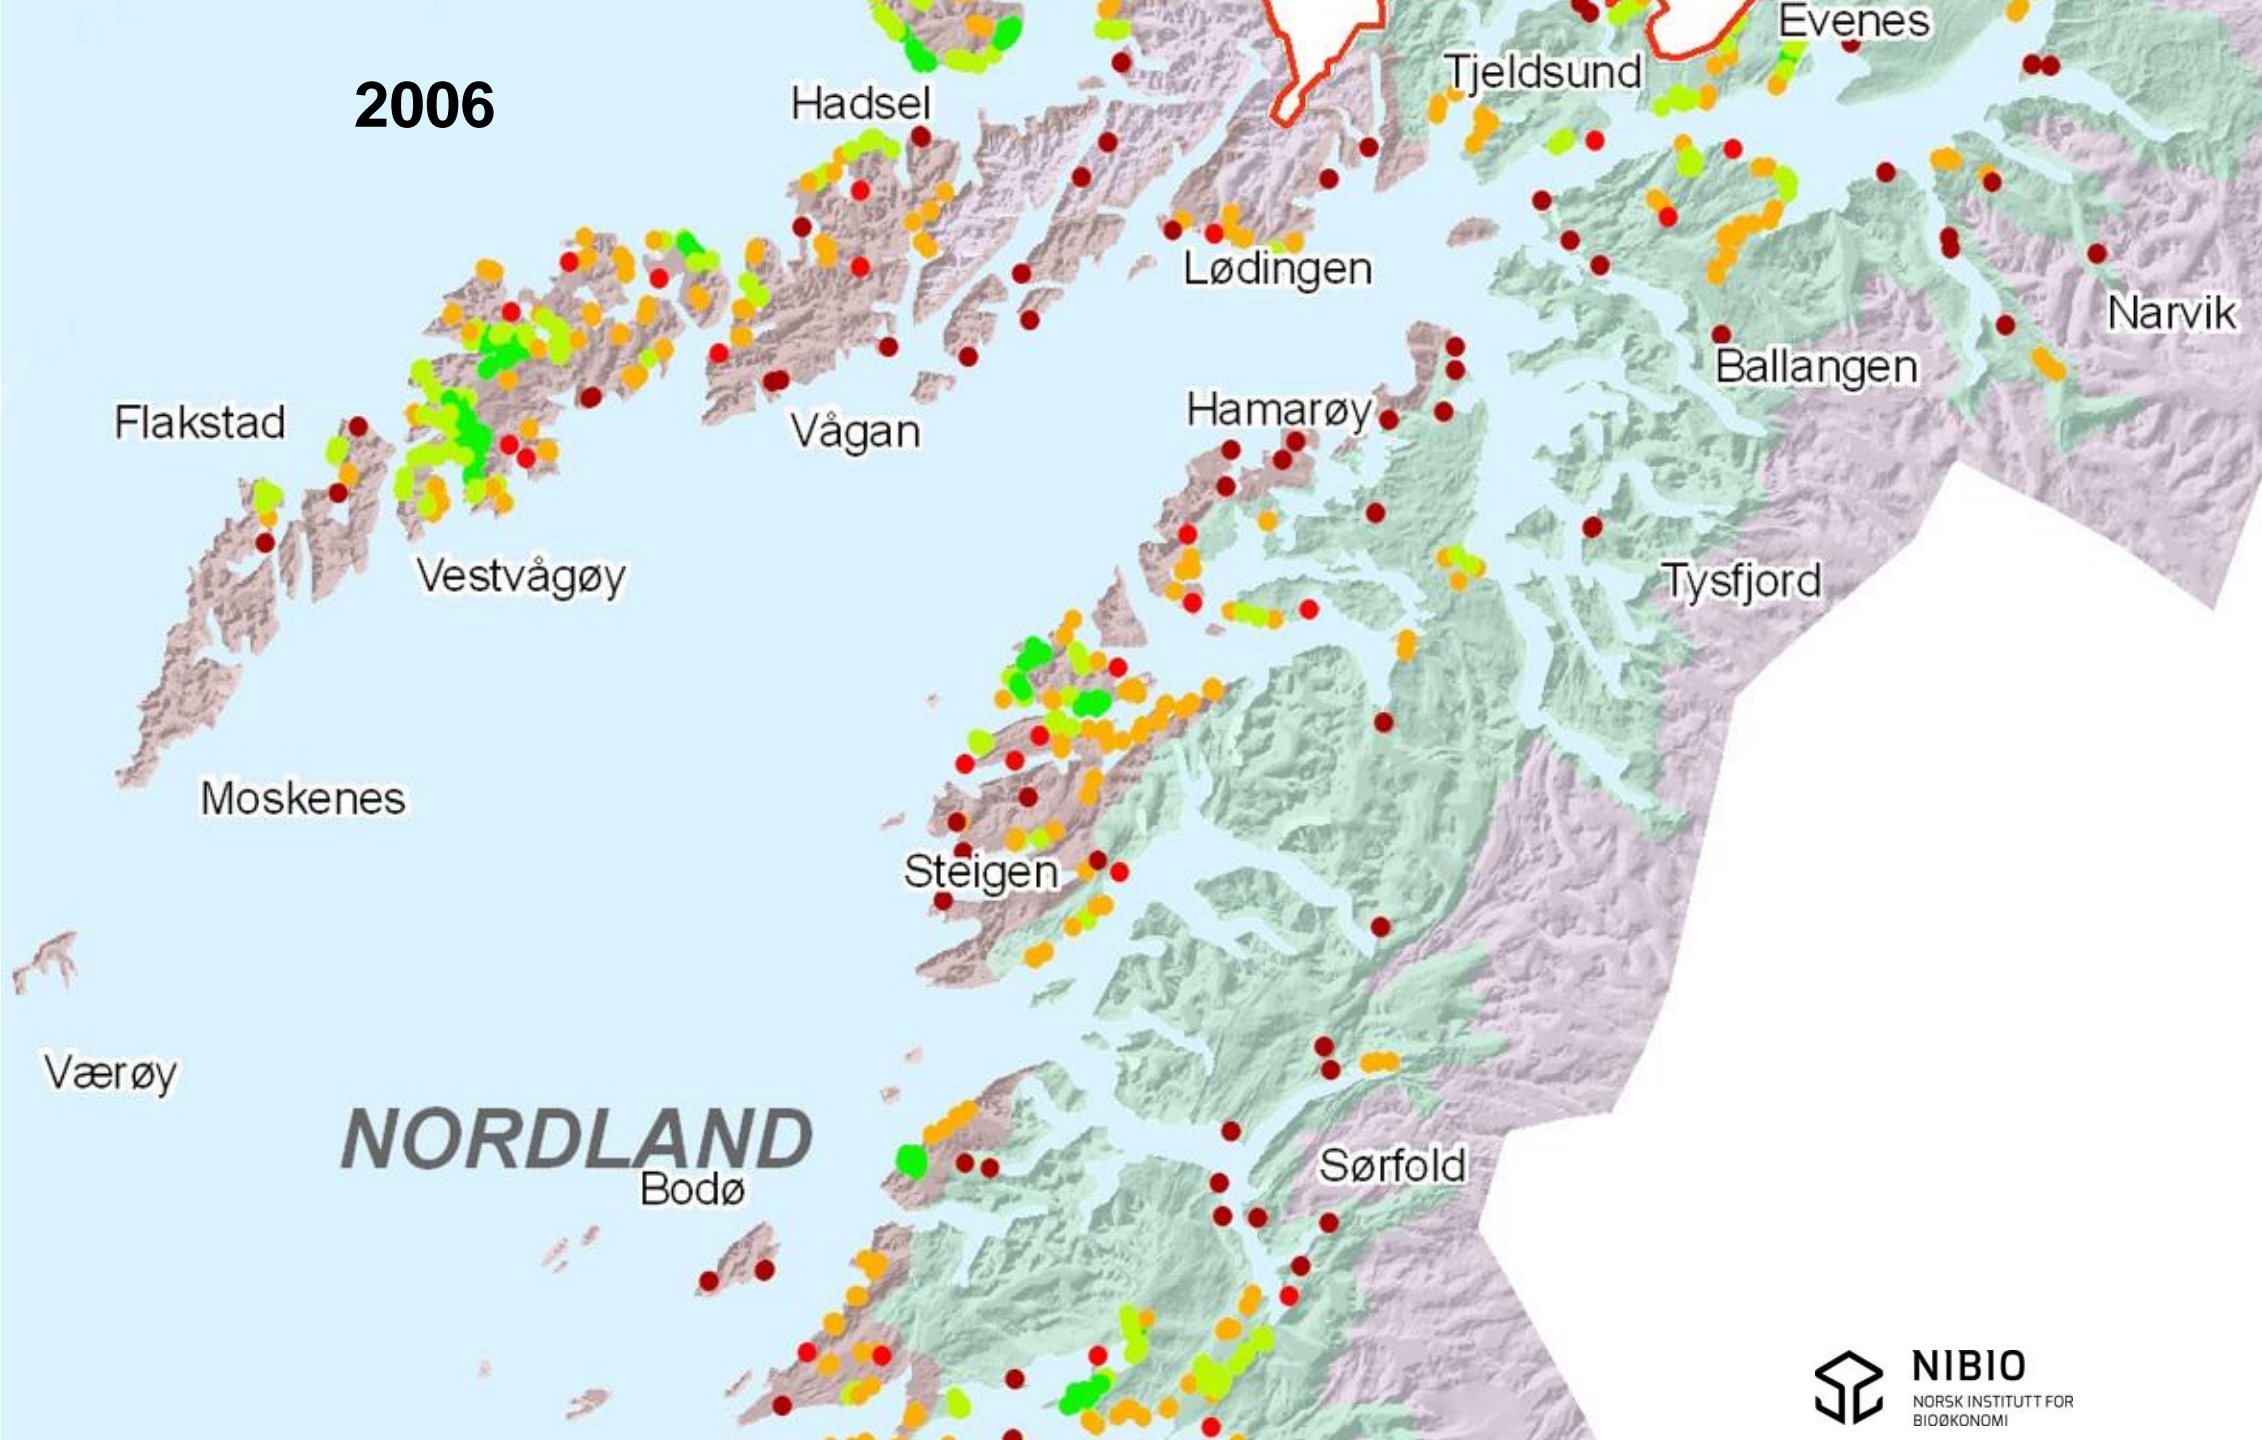 Evenes
Tjeldsund
2006
Hadsel
Lødingen
Narvik
Ballangen
Hamarøy
Flakstad
Vågan
Vestvågøy
Tysfjord
Moskenes
Steigen
Værøy
NORDLAND
Sørfold
Bodø
NIBIO
NORSK INSTITUTT FOR
BIOØKONOMI